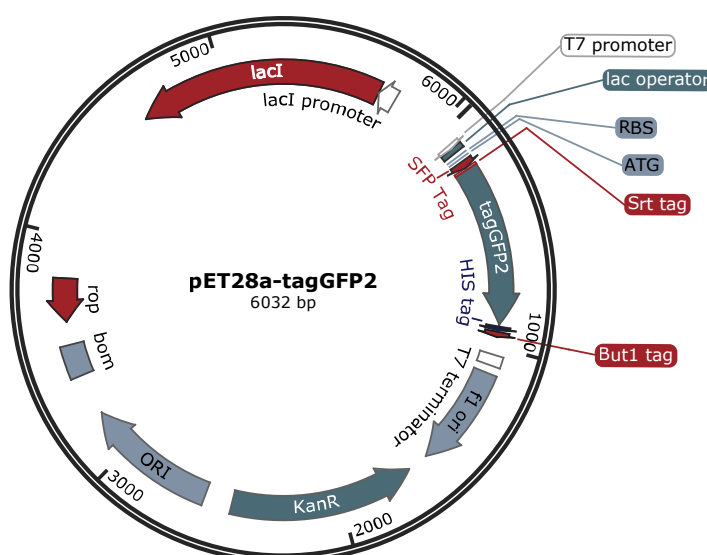 5000
lacI
lacI promoter
6000
T7 promoter
lac operator
RBS
ATG
Srt tag
SFP Tag
tagGFP2
4000
pET28a-tagGFP2
6032 bp
HIS tag
1000
But1 tag
rop
bom
T7 terminator
f1 ori
ORI
3000
KanR
2000